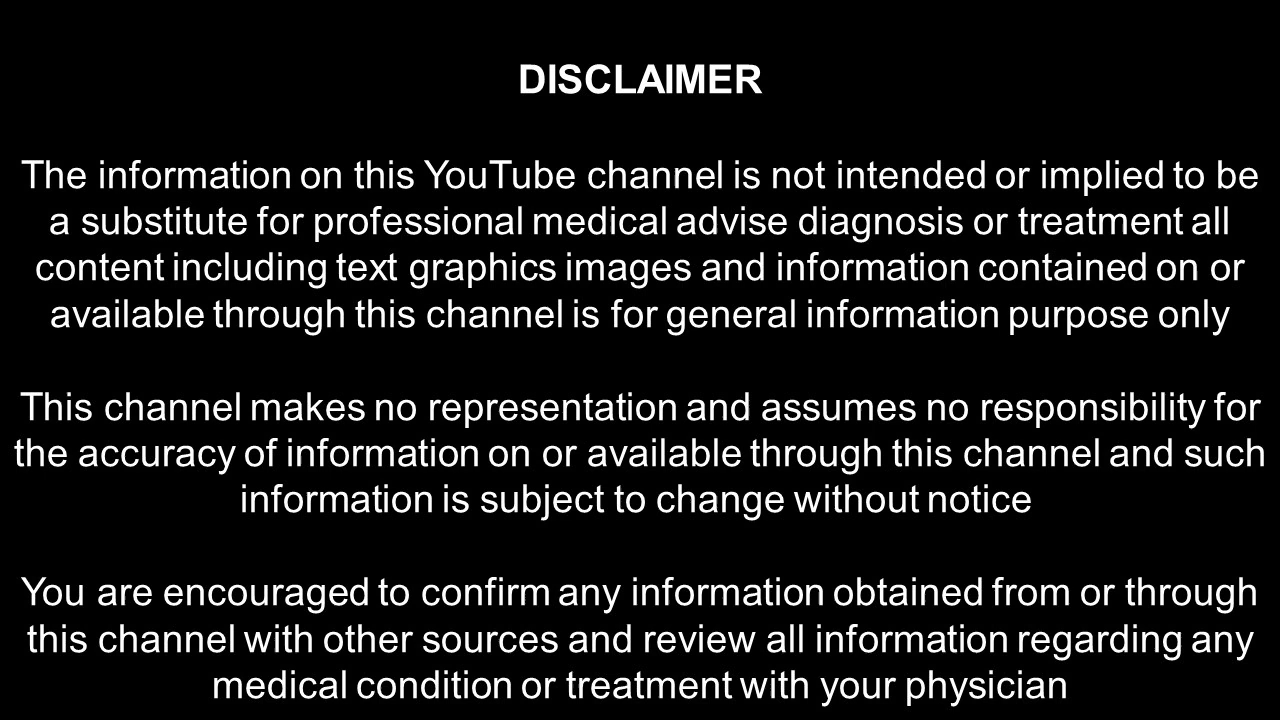 DISCLAIMER
The information on this YouTube channel is not intended or implied to be
a substitute for professional medical advise diagnosis or treatment all
content including text graphics images and information contained on or
available through this channel is for general information purpose only
This channel makes no representation and assumes no responsibility for
the accuracy of information on or available through this channel and such
information is subject to change without notice
You are encouraged to confirm any information obtained from or through
this channel with other sources and review all information regarding any
medical condition or treatment with your physician